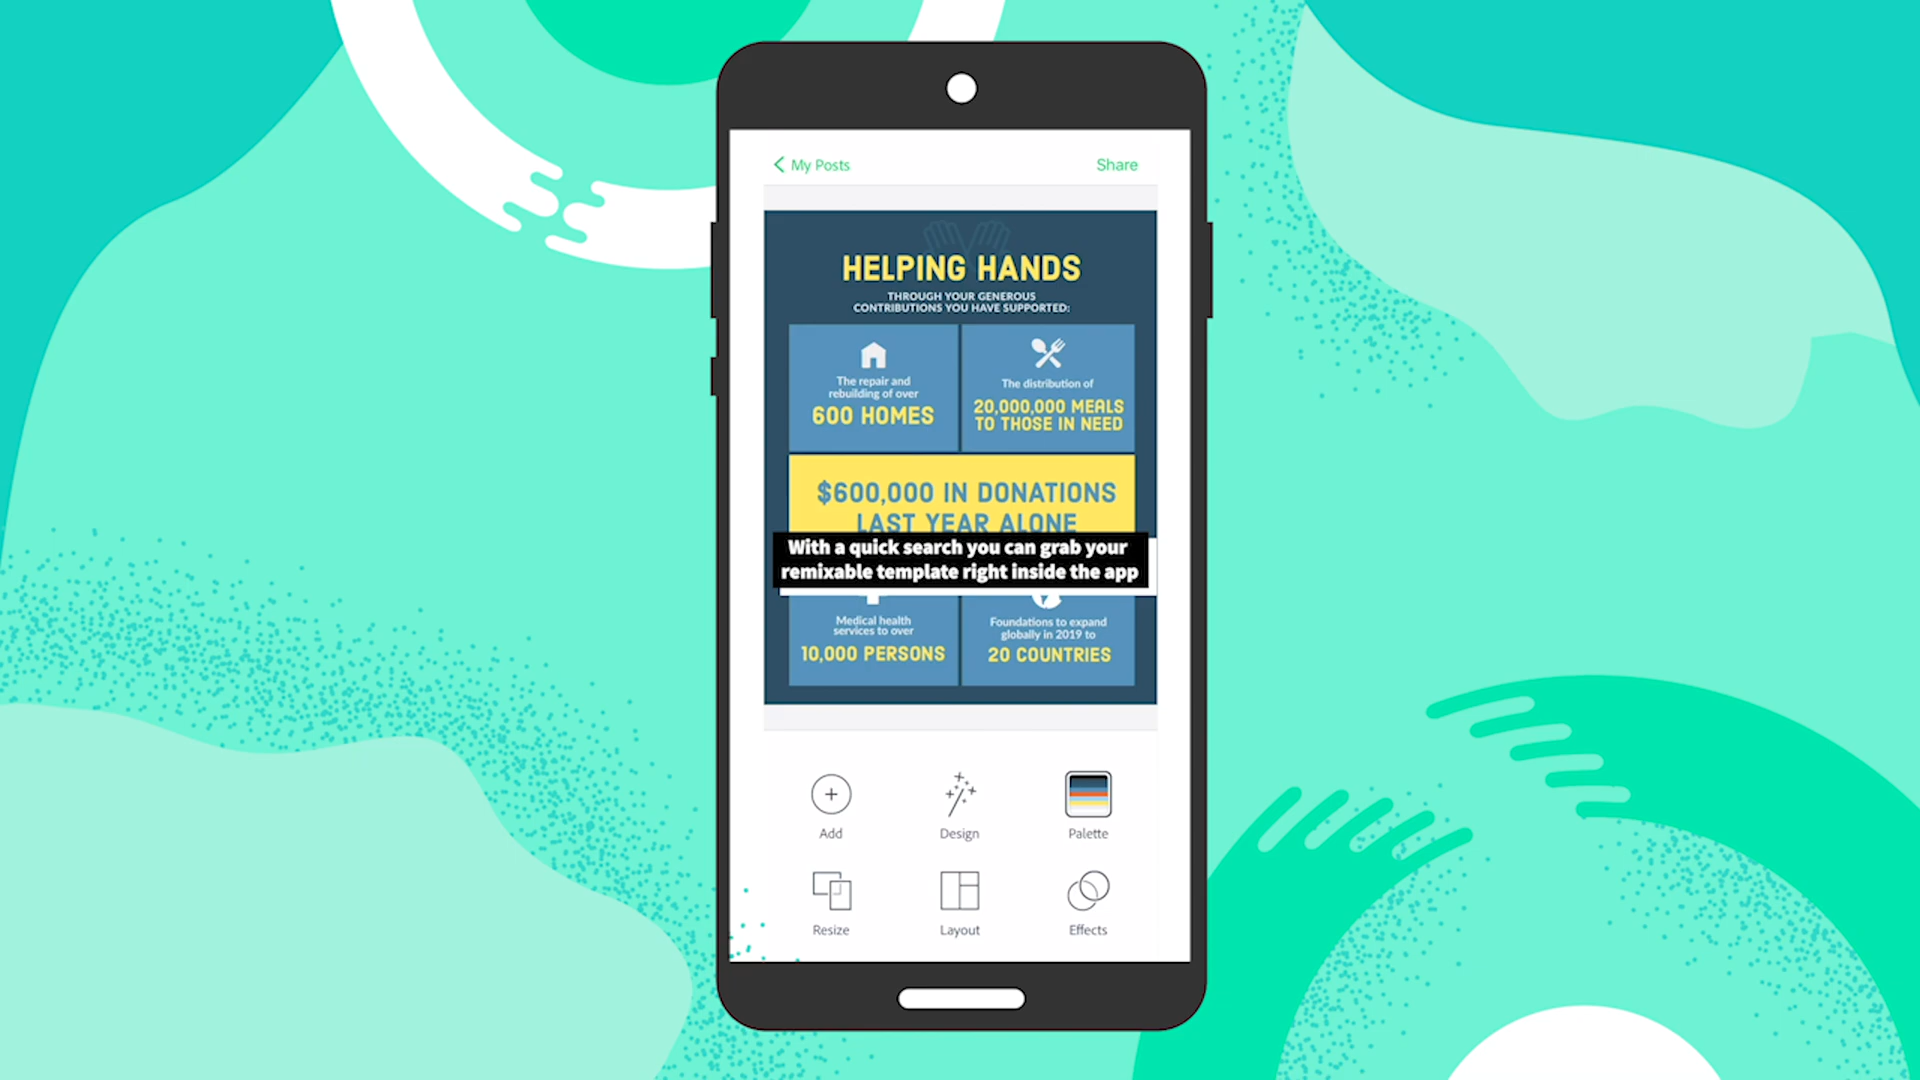 My Posts
Share
HELPING HANDS
THROUGH YOUR GENEROUS
CONTRIBUTIONS YOU HAVE SUPPORTED:
The repair and
rebuilding of over
600 HOMES
The distribution of
20,000,000 MEALS
TO THOSE IN NEED
$600,000 IN DONATIONS
LAST YEAR ALONE
With a quick search you can grab your
remixable template right inside the app
Medical health
services to over
10,000 PERSONS
Foundations to expand
globally in 2019 to
20 COUNTRIES
Add
Design
Palette
Resize
Layout
Effects